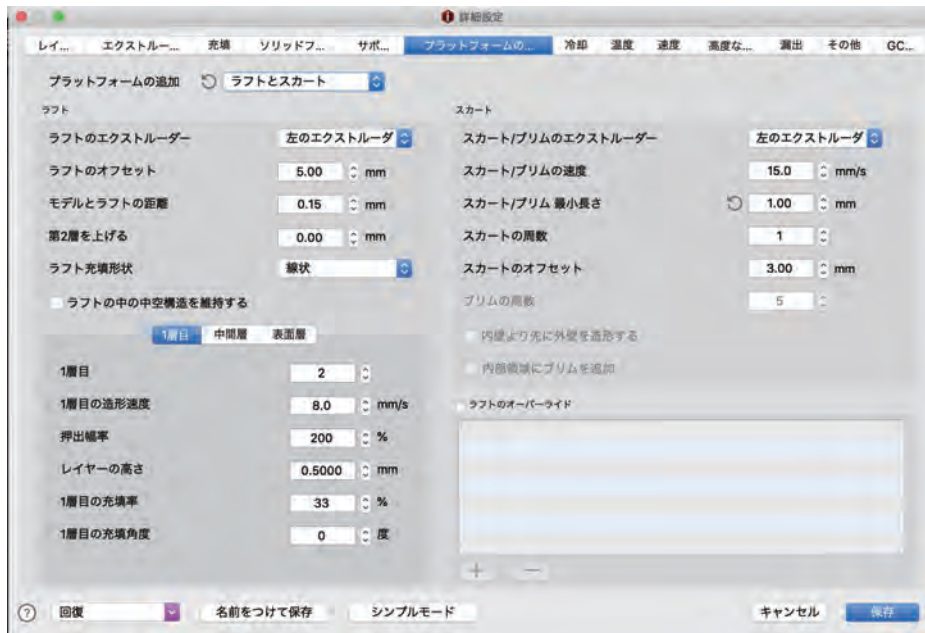 詳細設定
レイ... エクストルー... 充填 ソリッドフ... サポ... プラットフォームの... 冷却 温度 速度 高度な... 漏出 その他 GC...
プラットフォームの追加 ラフトとスカート
ラフト
ラフトのエクストルーダー 左のエクストルーダ
ラフトのオフセット 5.00 mm
モデルとラフトの距離 0.15 mm
第2層を上げる 0.00 mm
ラフト充填形状 線状
ラフトの中の中空構造を維持する
1層目 中間層 表面層
1層目 2
1層目の造形速度 8.0 mm/s
押出幅率 200 %
レイヤーの高さ 0.5000 mm
1層目の充填率 33 %
1層目の充填角度 0 度
スカート
スカート/ブリムのエクストルーダー 左のエクストルーダ
スカート/ブリムの速度 15.0 mm/s
スカート/ブリム 最小長さ 1.00 mm
スカートの周数 1
スカートのオフセット 3.00 mm
ブリムの周数 5
内壁より先に外壁を造形する
内部領域にブリムを追加
ラフトのオーバーライド
+ −
? 回復 名前をつけて保存 シンプルモード キャンセル 保存